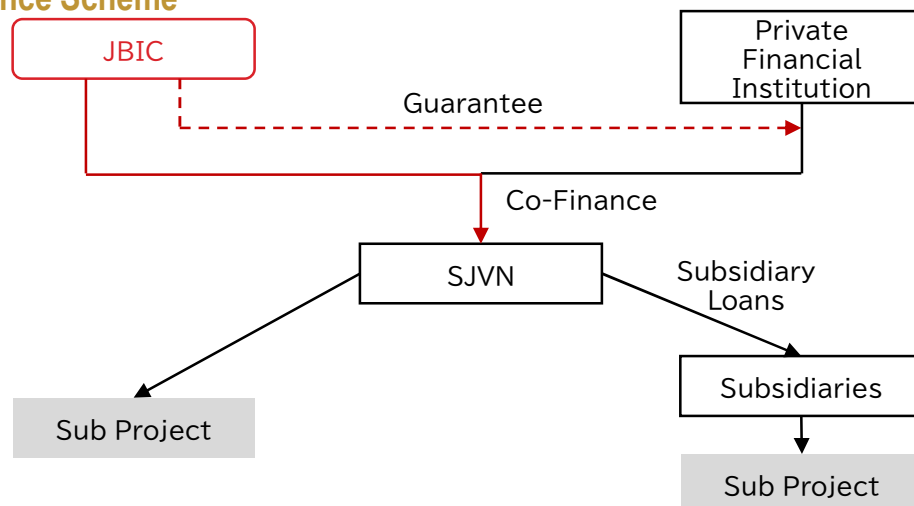 nce Scheme
JBIC
Private
Financial
Institution
Guarantee
Co-Finance
SJVN
Subsidiary
Loans
Subsidiaries
Sub Project
Sub Project